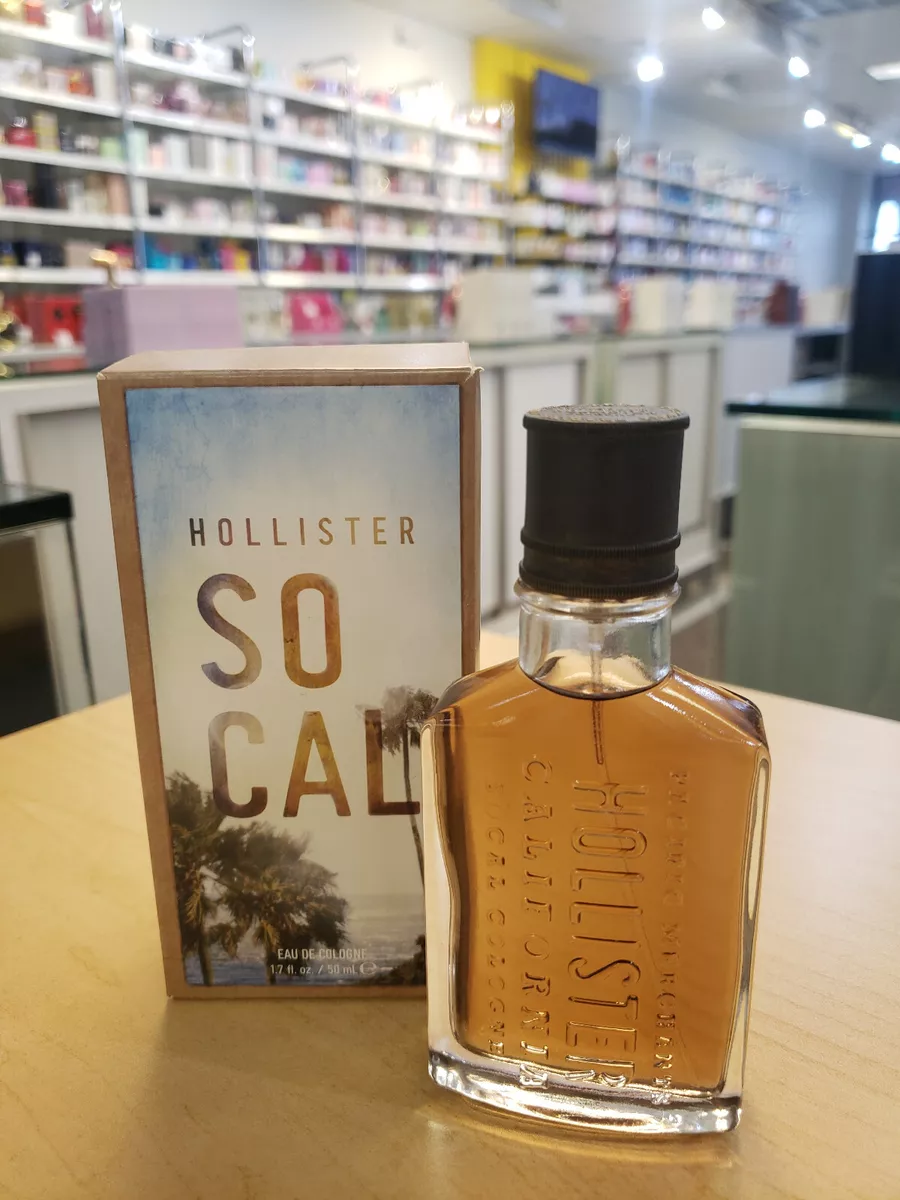 HOLLISTER
SO
CAL
EAU DE COLOGNE
1.7 fl. oz. / 50 ml e
HOLLISTER
CALIFORNIA
SOCAL COLOGNE